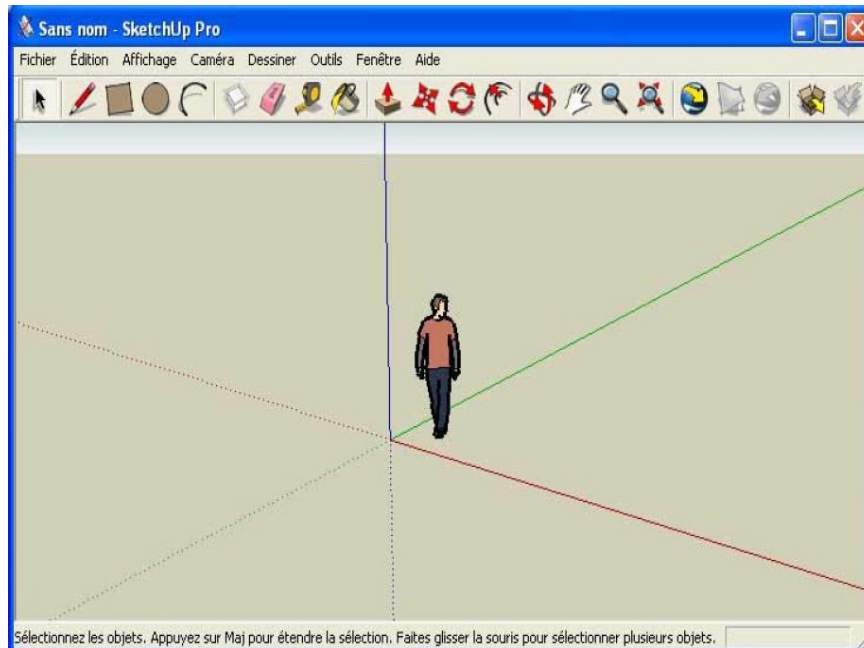 Sans nom - SketchUp Pro
Fichier Édition Affichage Caméra Dessiner Outils Fenêtre Aide
Sélectionnez les objets. Appuyez sur Maj pour étendre la sélection. Faites glisser la souris pour sélectionner plusieurs objets.